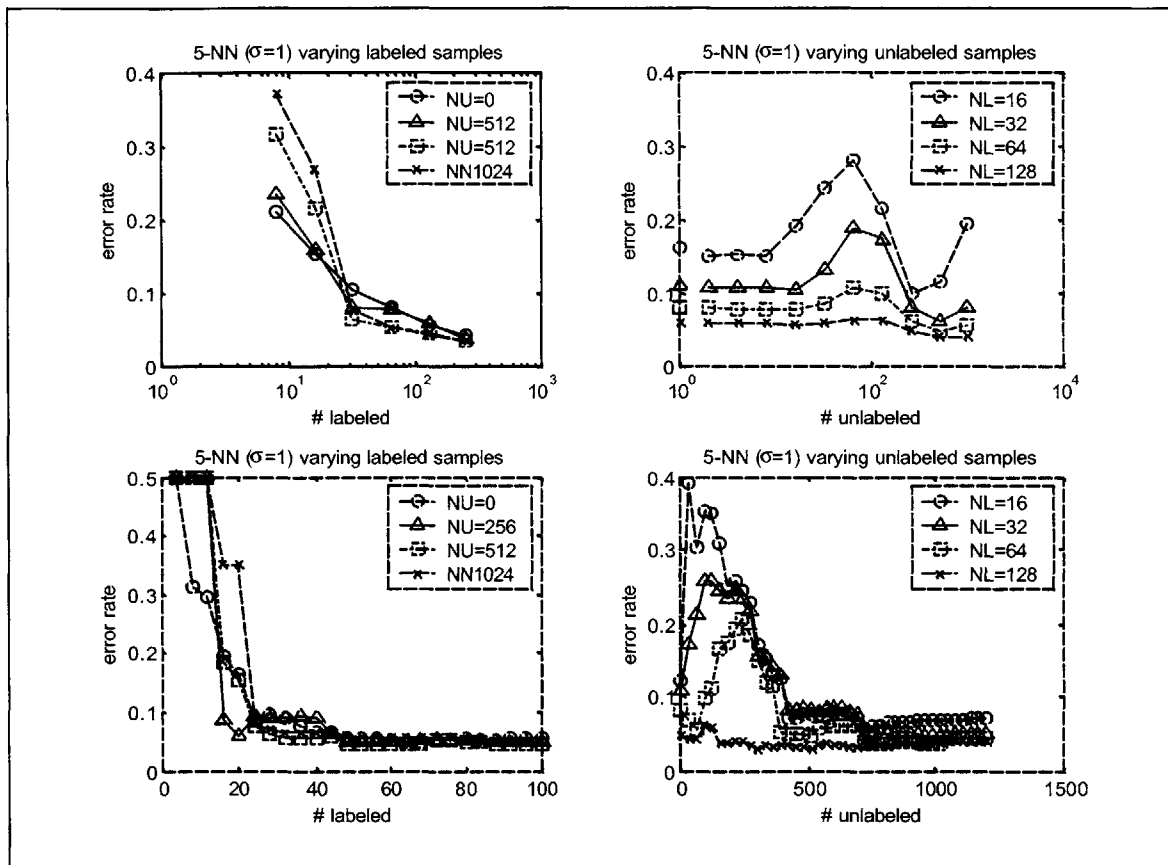 5-NN (σ=1) varying labeled samples
0.4
0.3
0.2
0.1
0
error rate
NU=0
NU=512
NU=512
NN1024
10^0
10^1
10^2
10^3
# labeled
5-NN (σ=1) varying unlabeled samples
0.4
0.3
0.2
0.1
0
error rate
NL=16
NL=32
NL=64
NL=128
10^0
10^2
10^4
# unlabeled
5-NN (σ=1) varying labeled samples
0.5
0.4
0.3
0.2
0.1
0
error rate
NU=0
NU=256
NU=512
NN1024
0
20
40
60
80
100
# labeled
5-NN (σ=1) varying unlabeled samples
0.4
0.3
0.2
0.1
0
error rate
NL=16
NL=32
NL=64
NL=128
0
500
1000
1500
# unlabeled